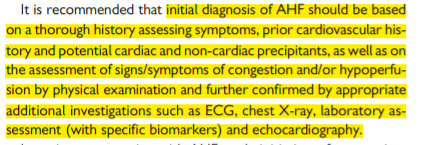 It is recommended that initial diagnosis of AHF should be based
on a thorough history assessing symptoms, prior cardiovascular his-
tory and potential cardiac and non-cardiac precipitants, as well as on
the assessment of signs/symptoms of congestion and/or hypoperfu-
sion by physical examination and further confirmed by appropriate
additional investigations such as ECG, chest X-ray, laboratory as-
sessment (with specific biomarkers) and echocardiography.